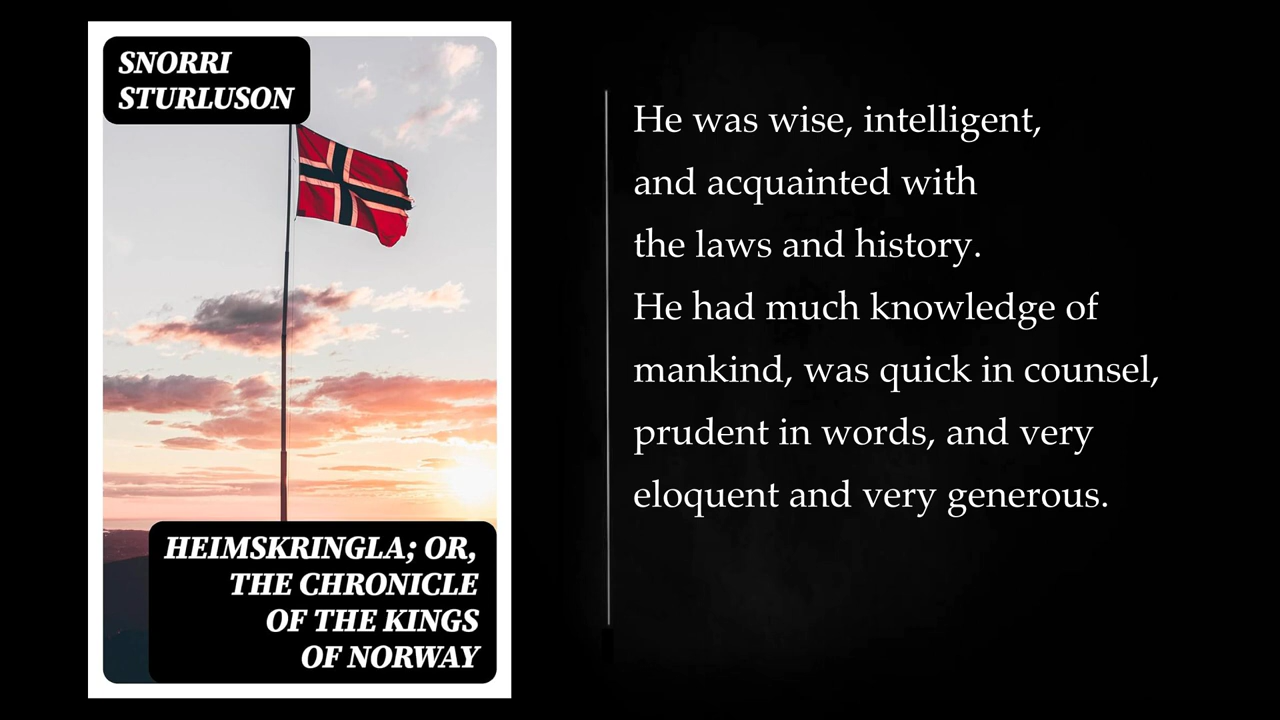 SNORRI
STURLUSON
HEIMSKRINGLA; OR,
THE CHRONICLE
OF THE KINGS
OF NORWAY
He was wise, intelligent,
and acquainted with
the laws and history.
He had much knowledge of
mankind, was quick in counsel,
prudent in words, and very
eloquent and very generous.